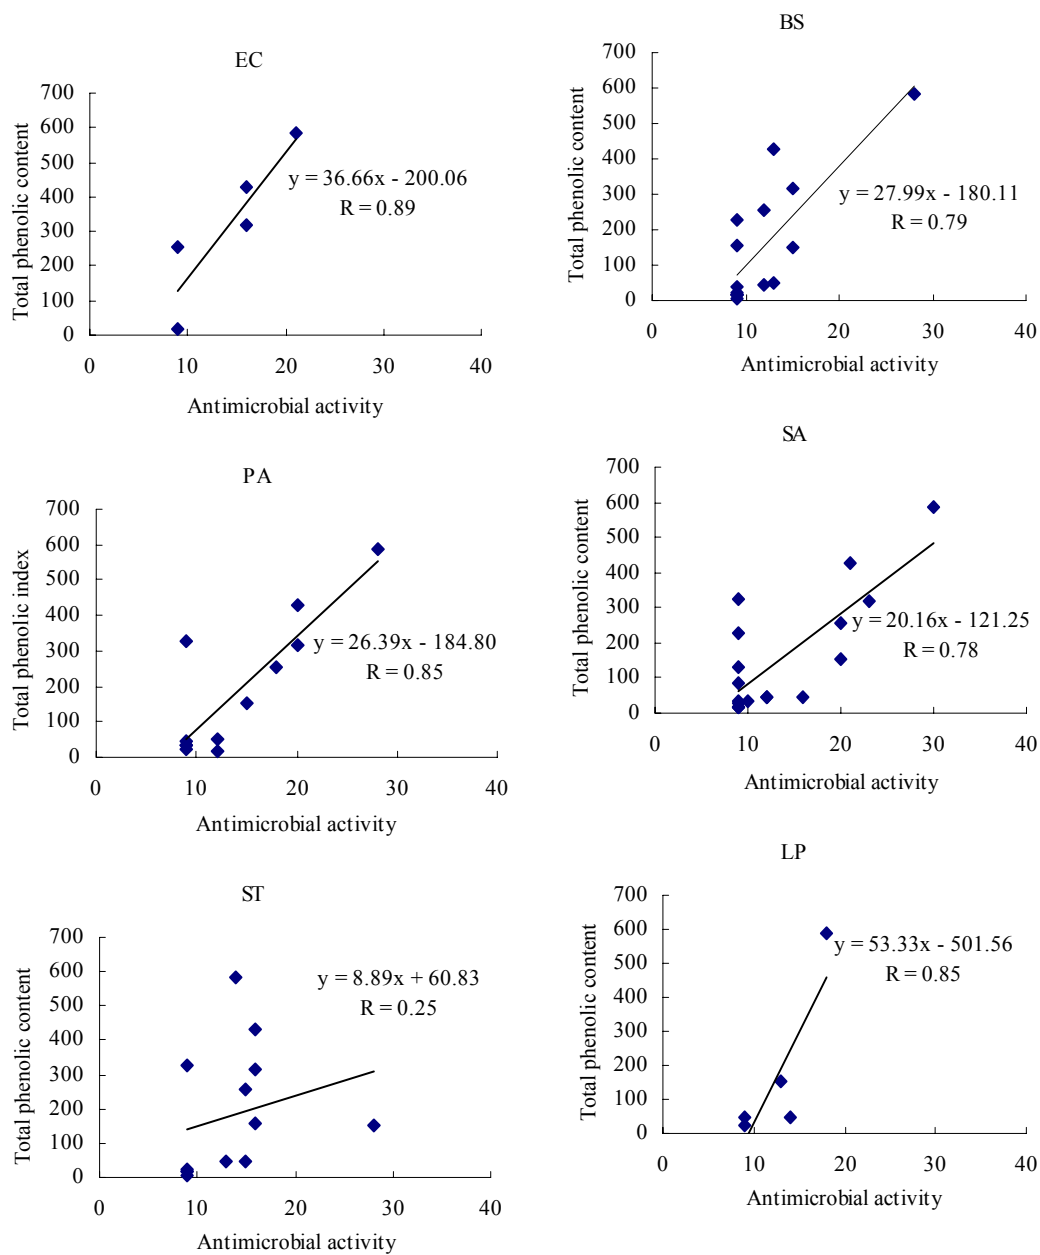 EC
Total phenolic content
700
600
500
400
300
200
100
0
y = 36.66x - 200.06
R = 0.89
0 10 20 30 40
Antimicrobial activity
BS
Total phenolic content
700
600
500
400
300
200
100
0
y = 27.99x - 180.11
R = 0.79
0 10 20 30 40
Antimicrobial activity
PA
Total phenolic index
700
600
500
400
300
200
100
0
y = 26.39x - 184.80
R = 0.85
0 10 20 30 40
Antimicrobial activity
SA
Total phenolic content
700
600
500
400
300
200
100
0
y = 20.16x - 121.25
R = 0.78
0 10 20 30 40
Antimicrobial activity
ST
Total phenolic content
700
600
500
400
300
200
100
0
y = 8.89x + 60.83
R = 0.25
0 10 20 30 40
Antimicrobial activity
LP
Total phenolic content
700
600
500
400
300
200
100
0
y = 53.33x - 501.56
R = 0.85
0 10 20 30 40
Antimicrobial activity